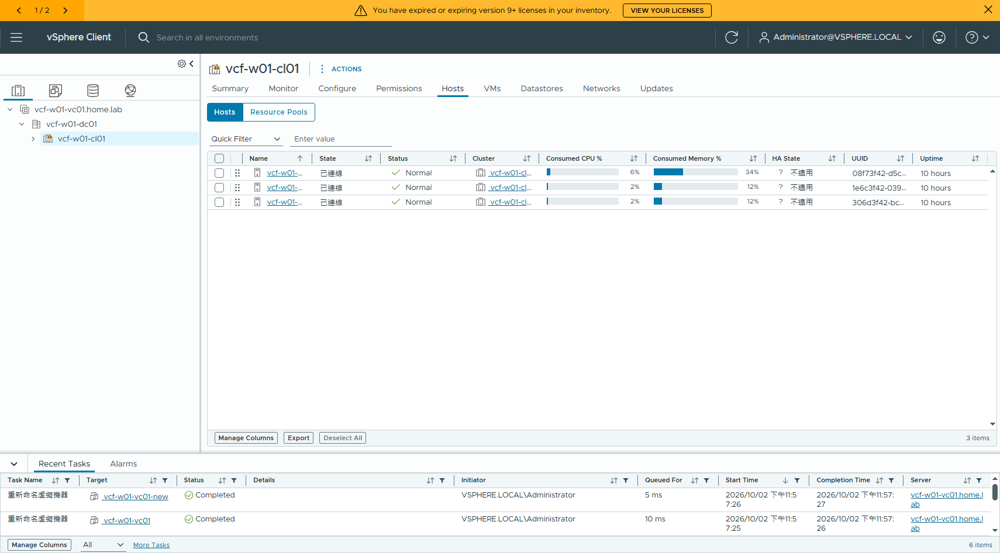 1 / 2
You have expired or expiring version 9+ licenses in your inventory.
VIEW YOUR LICENSES
vSphere Client
Search in all environments
Administrator@VSPHERE.LOCAL
vcf-w01-vc01.home.lab
vcf-w01-dc01
vcf-w01-cl01
vcf-w01-cl01
ACTIONS
Summary Monitor Configure Permissions Hosts VMs Datastores Networks Updates
Hosts Resource Pools
Quick Filter Enter value
Name State Status Cluster Consumed CPU % Consumed Memory % HA State UUID Uptime
vcf-w01-... 已連線 Normal vcf-w01-cl... 6% 34% ? 不適用 08f73f42-d5c... 10 hours
vcf-w01-... 已連線 Normal vcf-w01-cl... 2% 12% ? 不適用 1e6c3f42-039... 10 hours
vcf-w01-... 已連線 Normal vcf-w01-cl... 2% 12% ? 不適用 306d3f42-bc... 10 hours
Manage Columns Export Deselect All 3 items
Recent Tasks Alarms
Task Name Target Status Details Initiator Queued For Start Time Completion Time Server
重新命名虛擬機器 vcf-w01-vc01-new Completed VSPHERE.LOCAL\Administrator 5 ms 2026/10/02 下午11:5 2026/10/02 下午11:57: vcf-w01-vc01.home.l
7:26 27 ab
重新命名虛擬機器 vcf-w01-vc01 Completed VSPHERE.LOCAL\Administrator 10 ms 2026/10/02 下午11:5 2026/10/02 下午11:57: vcf-w01-vc01.home.l
7:25 26 ab
Manage Columns All More Tasks 6 items